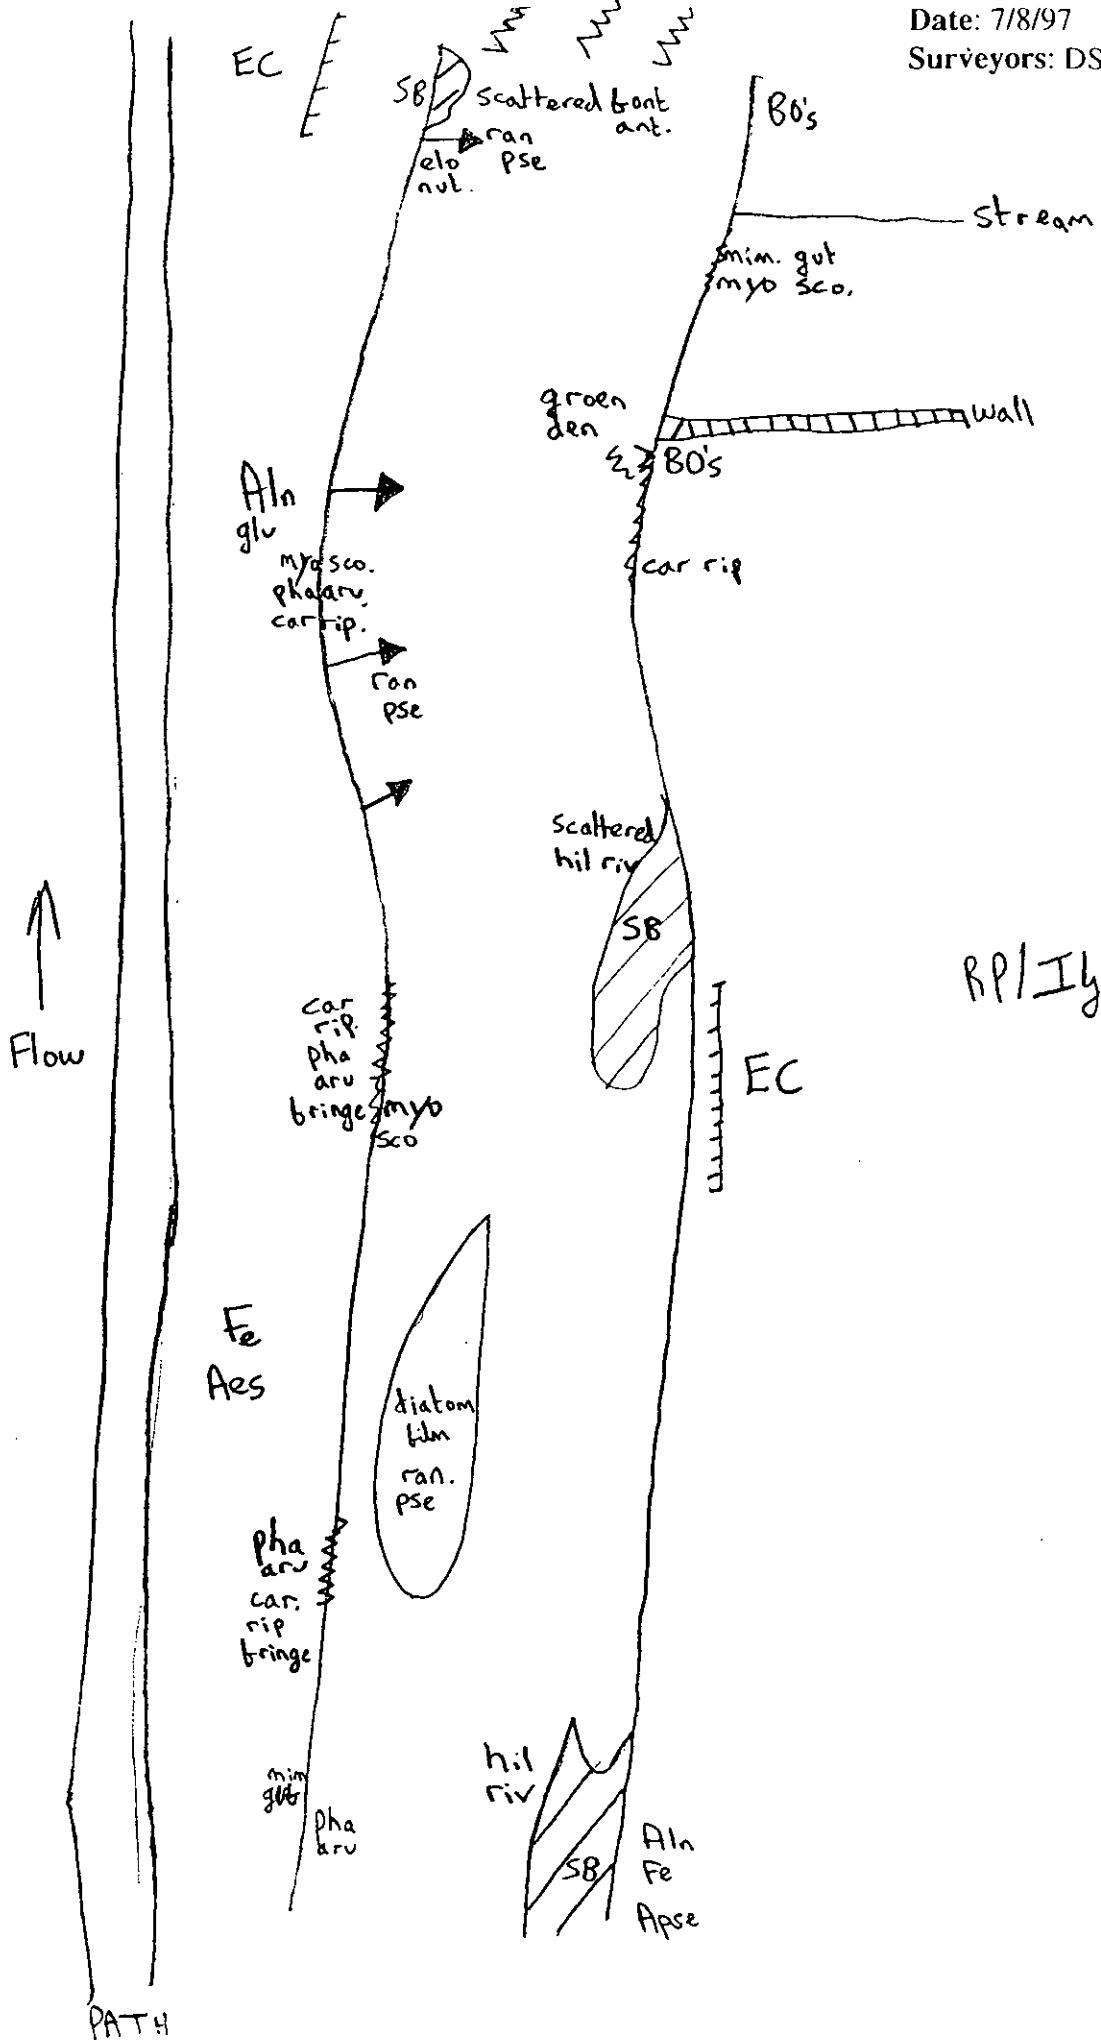 Date: 7/8/97
Surveyors: DS
EC
SB
scattered font
ant.
ran
pse
elo
nut.
BO's
Stream
mim. gut
myo sco.
groen
den
wall
BO's
Aln
glu
myo sco.
pha aru.
car rip.
car rip
ran
pse
scattered
hil riv
SB
Flow
RP/
car
rip
pha
aru
fringe myo
sco
EC
Fe
Aes
diatom
film
ran.
pse
pha
aru
car.
rip
fringe
mim
gut
pha
aru
hil
riv
SB
Aln
Fe
Apse
PATH